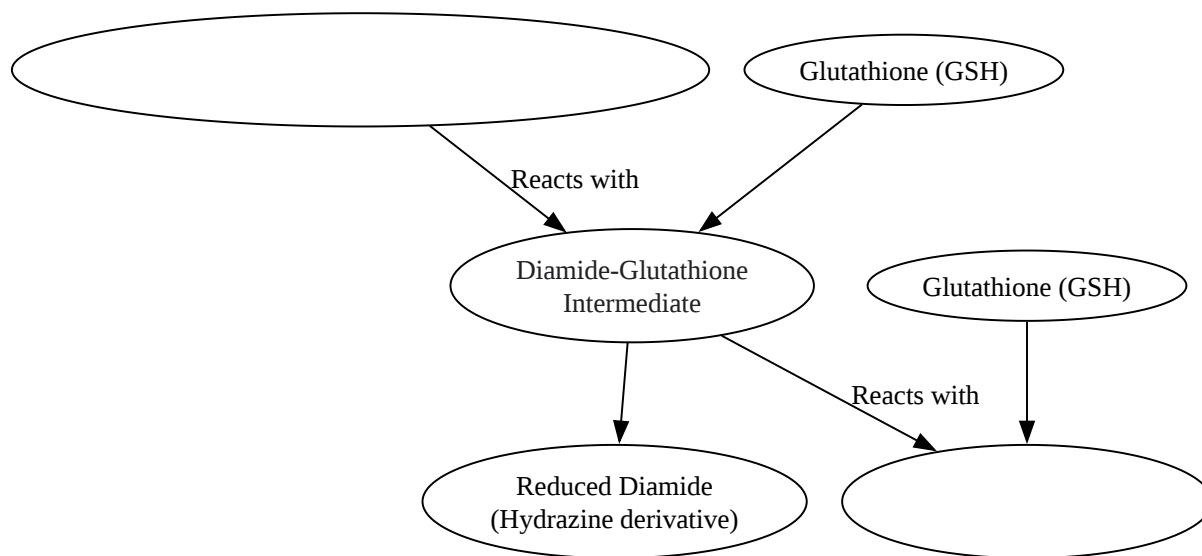 Glutathione (GSH)
Reacts with
Diamide-Glutathione
Intermediate
Glutathione (GSH)
Reacts with
Reduced Diamide
(Hydrazine derivative)